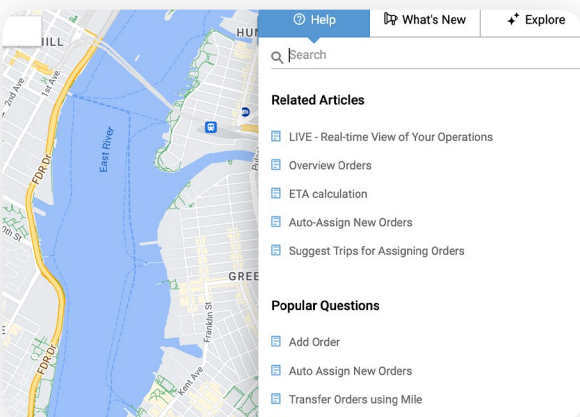 Help
What's New
Explore
Search
Related Articles
LIVE - Real-time View of Your Operations
Overview Orders
ETA calculation
Auto-Assign New Orders
Suggest Trips for Assigning Orders
Popular Questions
Add Order
Auto Assign New Orders
Transfer Orders using Mile
HILL
HUN
2nd Ave
1st Ave
East River
FDR Dr
0th St
GREE
Franklin St
FDR Dr
Kent Ave